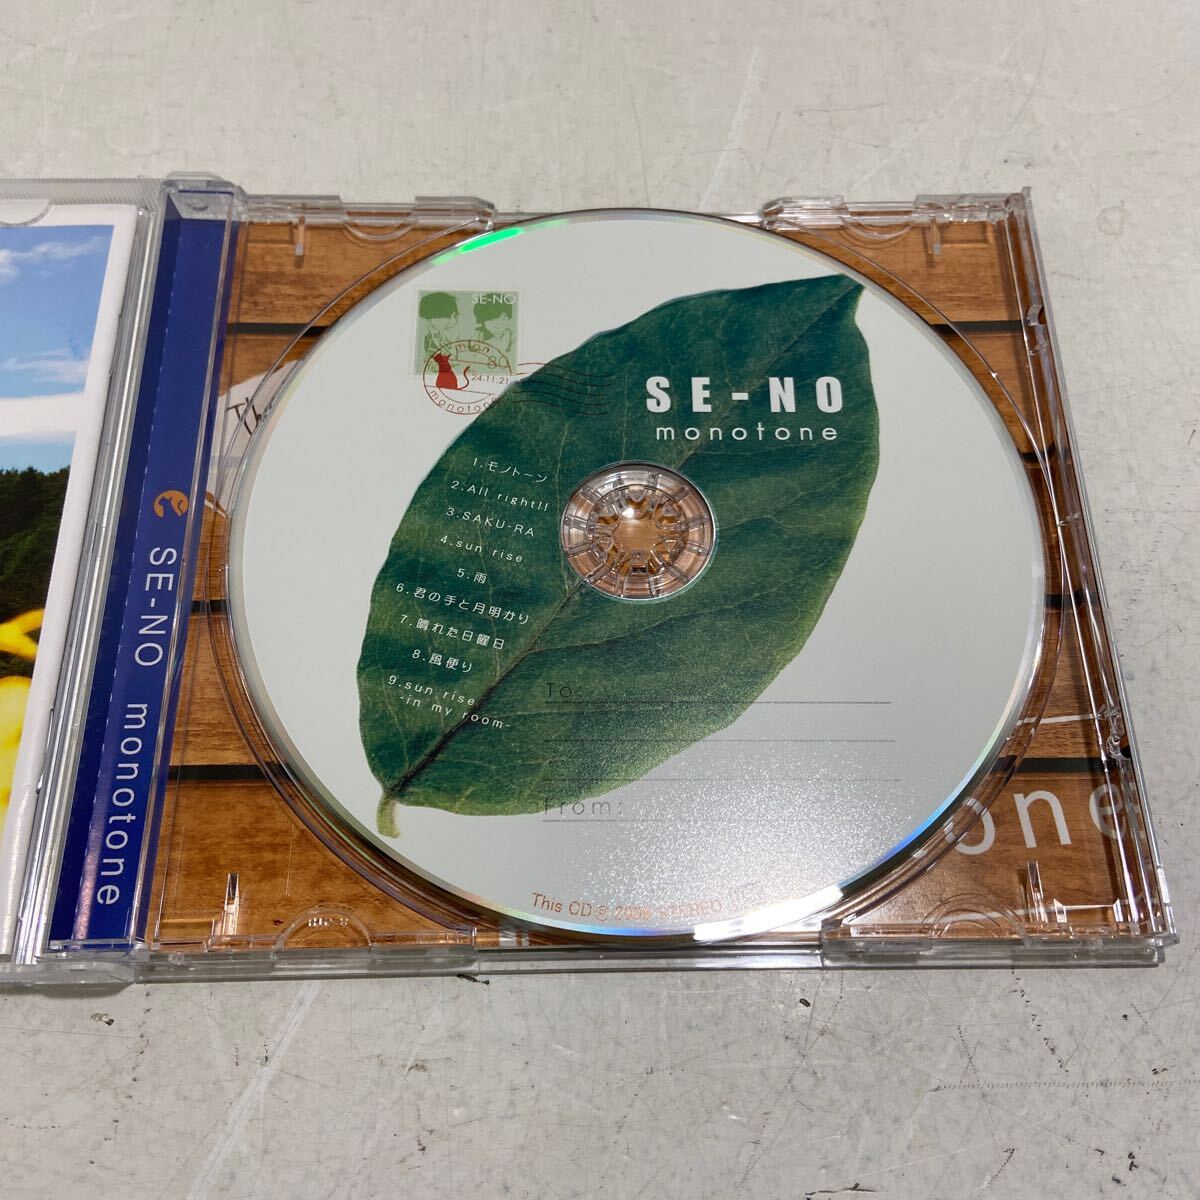 SE-NO
80
24.11.21
monotone
SE-NO
monotone
1.モノトーン
2.All right!!
3.SAKU-RA
4.sun rise
5.雨
6.君の手と月明かり
7.晴れた日曜日
8.風便り
9.sun rise
-in my room-
To:
From:
This CD ℗ STEREO
SE-NO monotone
Th
one